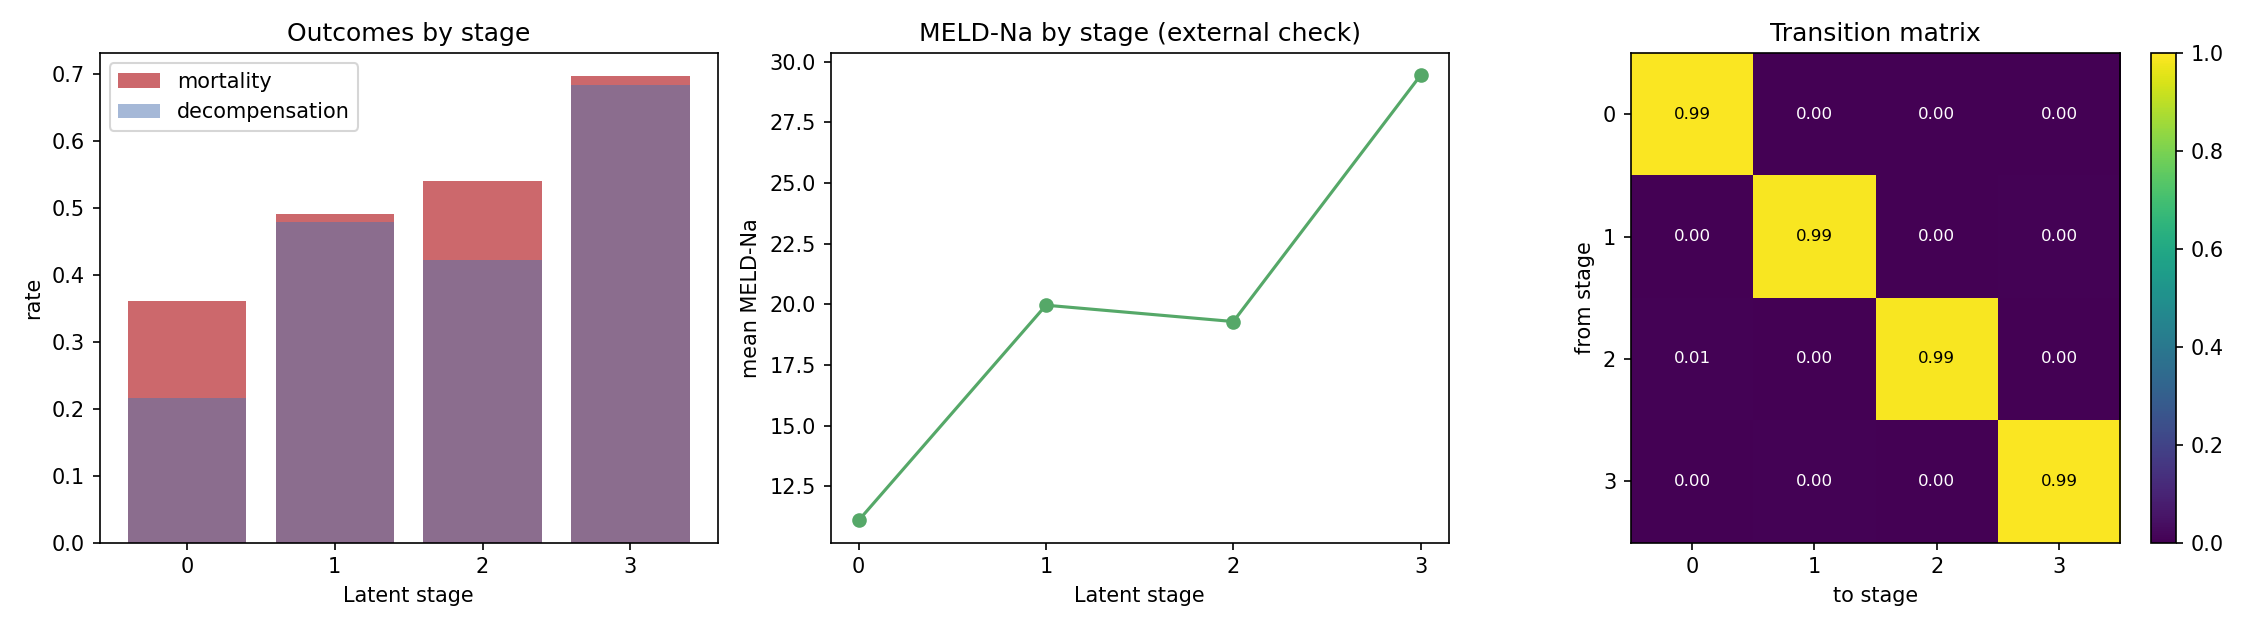 Outcomes by stage
mortality
decompensation
0.7
0.6
0.5
0.4
0.3
0.2
0.1
0.0
rate
0 1 2 3
Latent stage
MELD-Na by stage (external check)
30.0
27.5
25.0
22.5
20.0
17.5
15.0
12.5
mean MELD-Na
0 1 2 3
Latent stage
Transition matrix
from stage
0 0.99 0.00 0.00 0.00
1 0.00 0.99 0.00 0.00
2 0.01 0.00 0.99 0.00
3 0.00 0.00 0.00 0.99
0 1 2 3
to stage
1.0
0.8
0.6
0.4
0.2
0.0